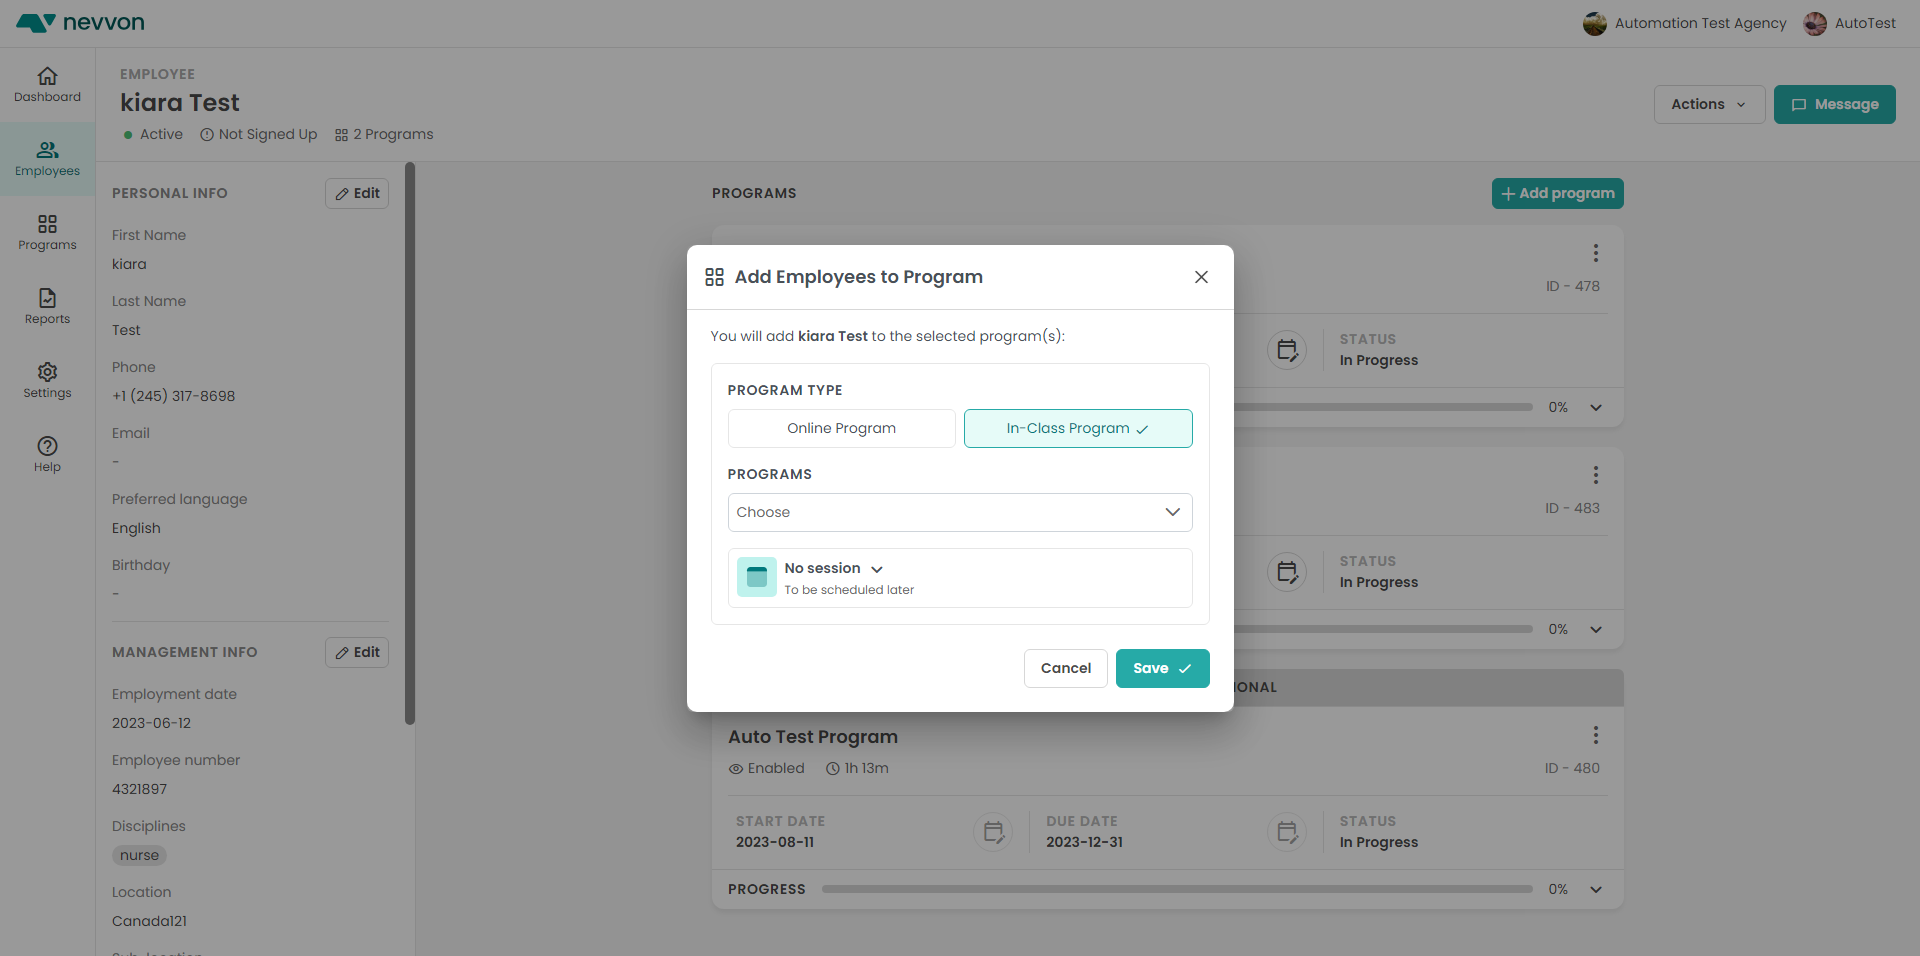 nevvon
Automation Test Agency
AutoTest
Dashboard
Employees
Programs
Reports
Settings
Help
EMPLOYEE
kiara Test
Active
Not Signed Up
2 Programs
Actions
Message
PERSONAL INFO
Edit
First Name
kiara
Last Name
Test
Phone
+1 (245) 317-8698
Email
-
Preferred language
English
Birthday
-
MANAGEMENT INFO
Edit
Employment date
2023-06-12
Employee number
4321897
Disciplines
nurse
Location
Canada121
PROGRAMS
Add program
ID - 478
STATUS
In Progress
0%
ID - 483
STATUS
In Progress
0%
Add Employees to Program
You will add kiara Test to the selected program(s):
PROGRAM TYPE
Online Program
In-Class Program
PROGRAMS
Choose
No session
To be scheduled later
Cancel
Save
Auto Test Program
Enabled
1h 13m
ID - 480
START DATE
2023-08-11
DUE DATE
2023-12-31
STATUS
In Progress
PROGRESS
0%